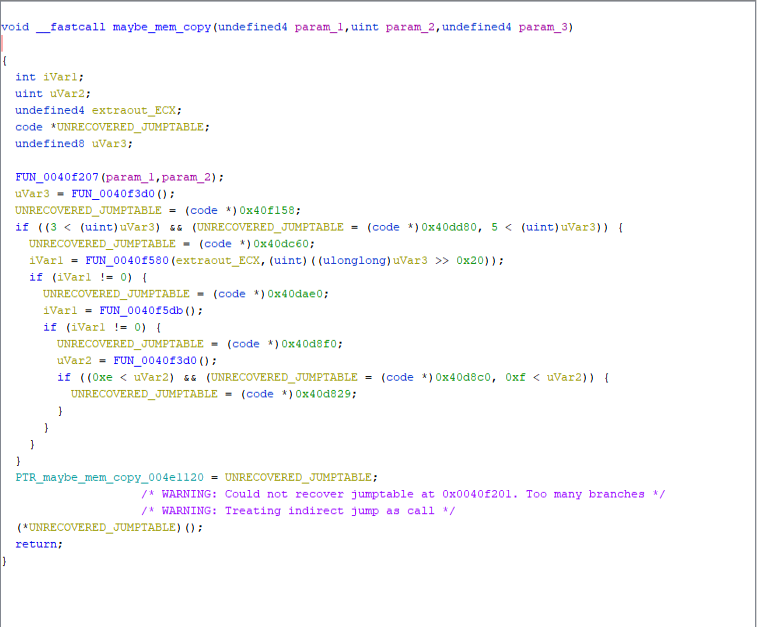 void __fastcall maybe_mem_copy(undefined4 param_1,uint param_2,undefined4 param_3)
{
int iVar1;
uint uVar2;
undefined4 extraout_ECX;
code *UNRECOVERED_JUMPTABLE;
undefined8 uVar3;
FUN_0040f207(param_1,param_2);
uVar3 = FUN_0040f3d0();
UNRECOVERED_JUMPTABLE = (code *)0x40f158;
if ((3 < (uint)uVar3) && (UNRECOVERED_JUMPTABLE = (code *)0x40dd80, 5 < (uint)uVar3)) {
UNRECOVERED_JUMPTABLE = (code *)0x40dc60;
iVar1 = FUN_0040f580(extraout_ECX,(uint)((ulonglong)uVar3 >> 0x20));
if (iVar1 != 0) {
UNRECOVERED_JUMPTABLE = (code *)0x40dae0;
iVar1 = FUN_0040f5db();
if (iVar1 != 0) {
UNRECOVERED_JUMPTABLE = (code *)0x40d8f0;
uVar2 = FUN_0040f3d0();
if ((0xe < uVar2) && (UNRECOVERED_JUMPTABLE = (code *)0x40d8c0, 0xf < uVar2)) {
UNRECOVERED_JUMPTABLE = (code *)0x40d829;
}
}
}
}
PTR_maybe_mem_copy_004e1120 = UNRECOVERED_JUMPTABLE;
/* WARNING: Could not recover jumptable at 0x0040f201. Too many branches */
/* WARNING: Treating indirect jump as call */
(*UNRECOVERED_JUMPTABLE)();
return;
}